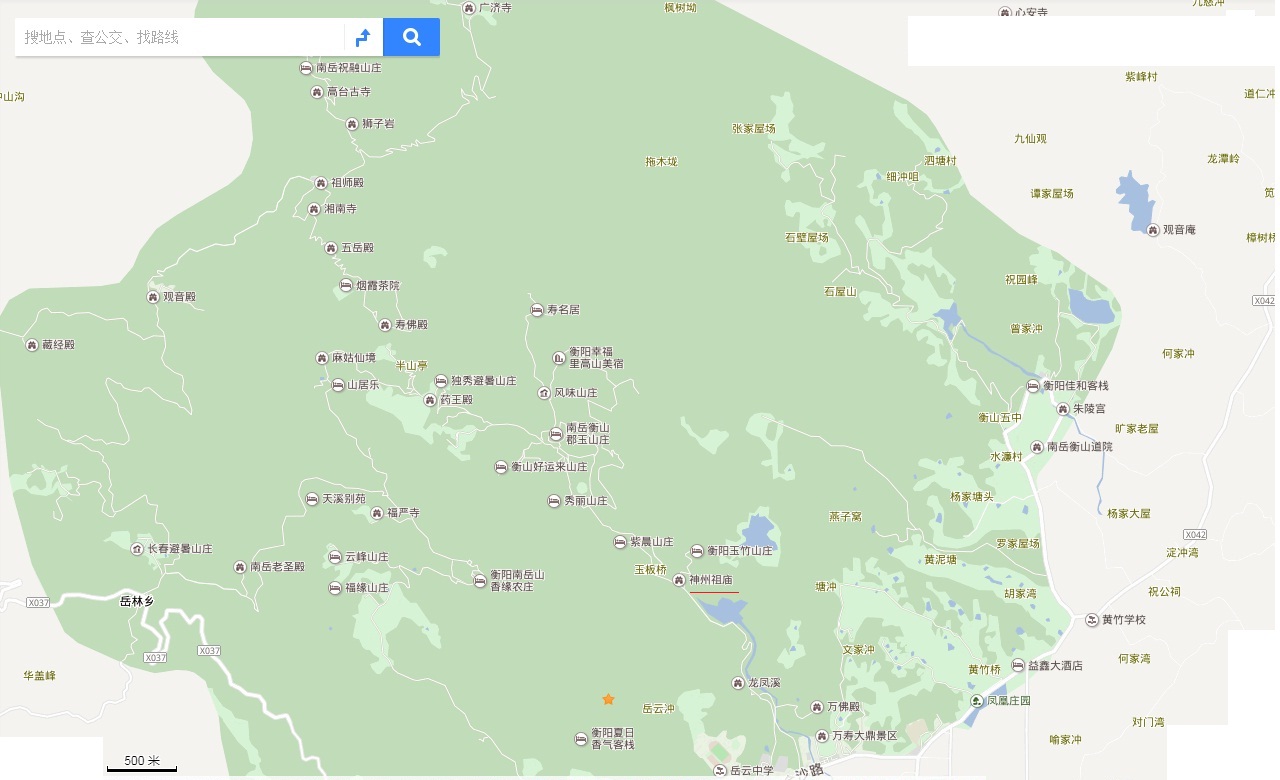 广济寺
枫树坳
九慈冲
心安寺
搜地点、查公交、找路线
南岳祝融山庄
紫峰村
高台古寺
道仁冲
狮子岩
张家屋场
九仙观
拖木垅
泗塘村
龙潭岭
细冲咀
祖师殿
谭家屋场
湘南寺
观音庵
石壁屋场
樟树桥
五岳殿
祝园峰
烟霞茶院
石屋山
观音殿
X042
寿名居
寿佛殿
曾家冲
藏经殿
麻姑仙境
衡阳幸福
里高山美宿
何家冲
半山亭
山居乐
独秀避暑山庄
衡阳佳和客栈
风味山庄
药王殿
朱陵宫
衡山五中
旷家老屋
南岳衡山
郡玉山庄
南岳衡山道院
水濂村
衡山好运来山庄
天溪别苑
秀丽山庄
杨家塘头
福严寺
燕子窝
杨家大屋
X042
紫晨山庄
罗家屋场
长春避暑山庄
衡阳玉竹山庄
淀冲湾
云峰山庄
黄泥塘
南岳老圣殿
玉板桥
衡阳南岳山
香缘农庄
神州祖庙
福缘山庄
塘冲
胡家湾
祝公祠
X037
岳林乡
黄竹学校
X037
X037
文家冲
何家湾
益鑫大酒店
黄竹桥
华盖峰
龙凤溪
凤凰庄园
岳云冲
万佛殿
对门湾
衡阳夏日
香气客栈
万寿大鼎景区
喻家冲
500 米
岳云中学